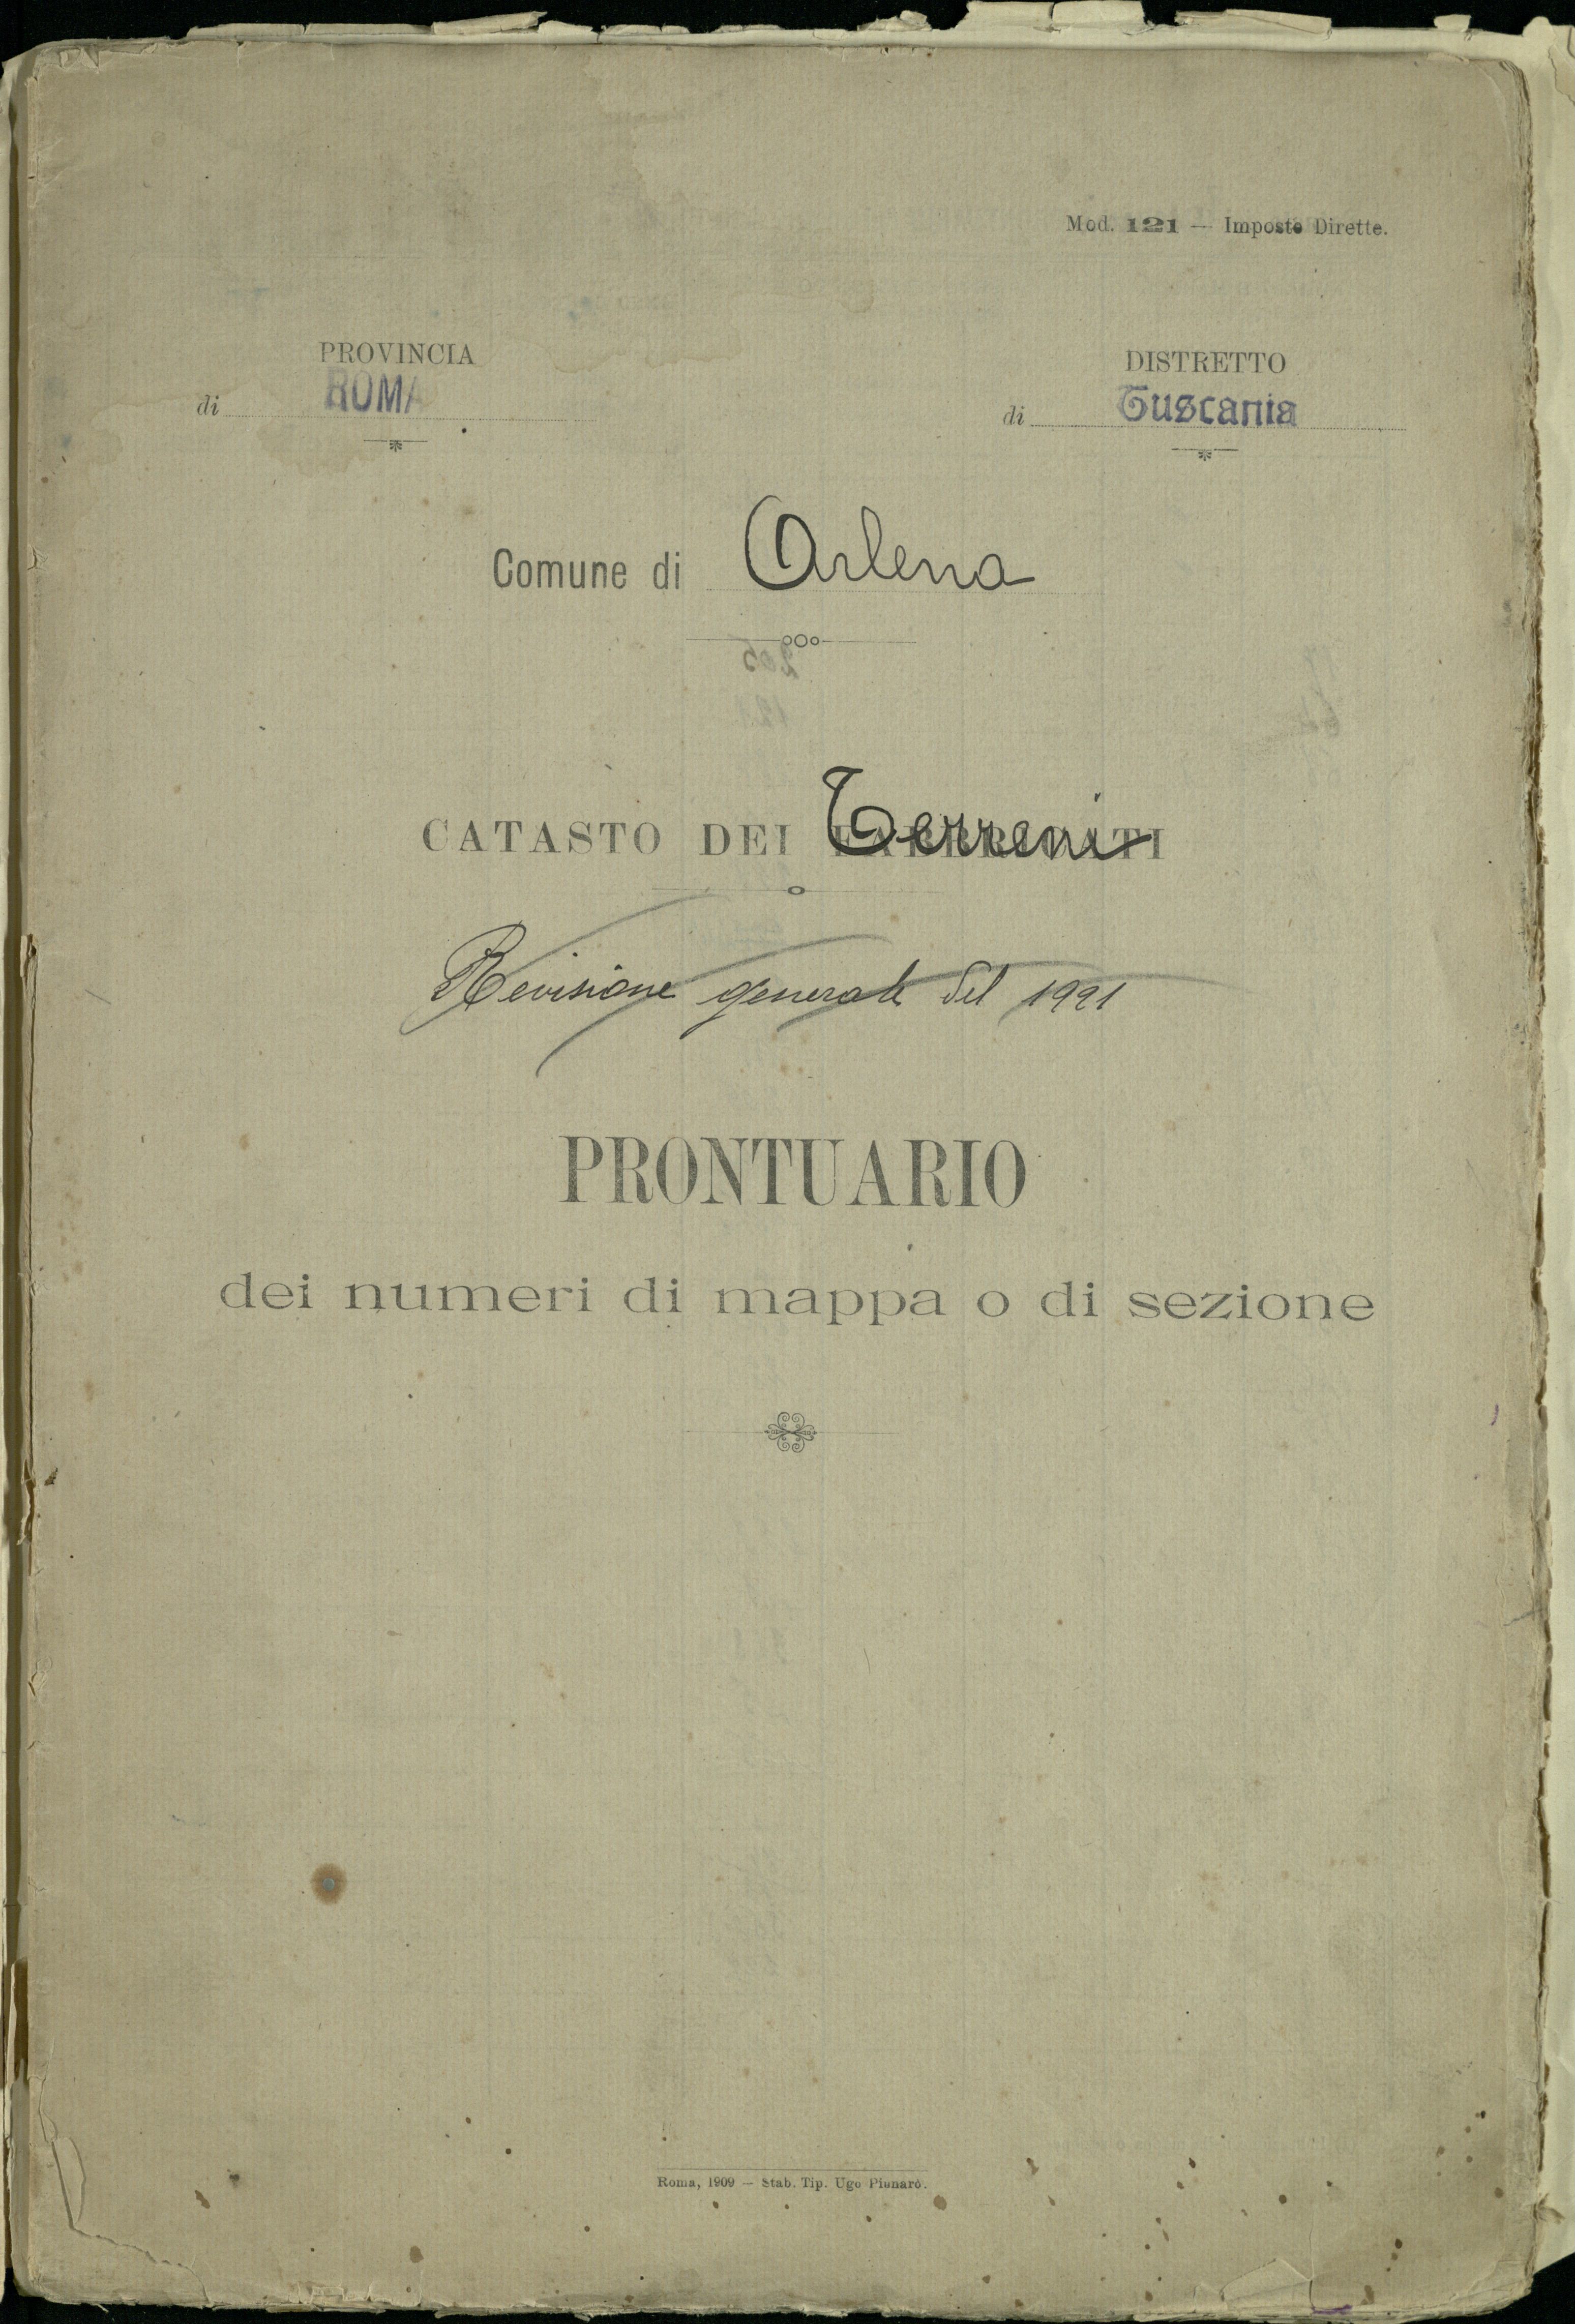 Mod. 121 — Imposte Dirette.
PROVINCIA
di ROMA
DISTRETTO
di Tuscania
Comune di Arlena
CATASTO DEI FABBRICATI Terreni
Revisione generale del 1921
PRONTUARIO
dei numeri di mappa o di sezione
Roma, 1909 — Stab. Tip. Ugo Pinnarò.